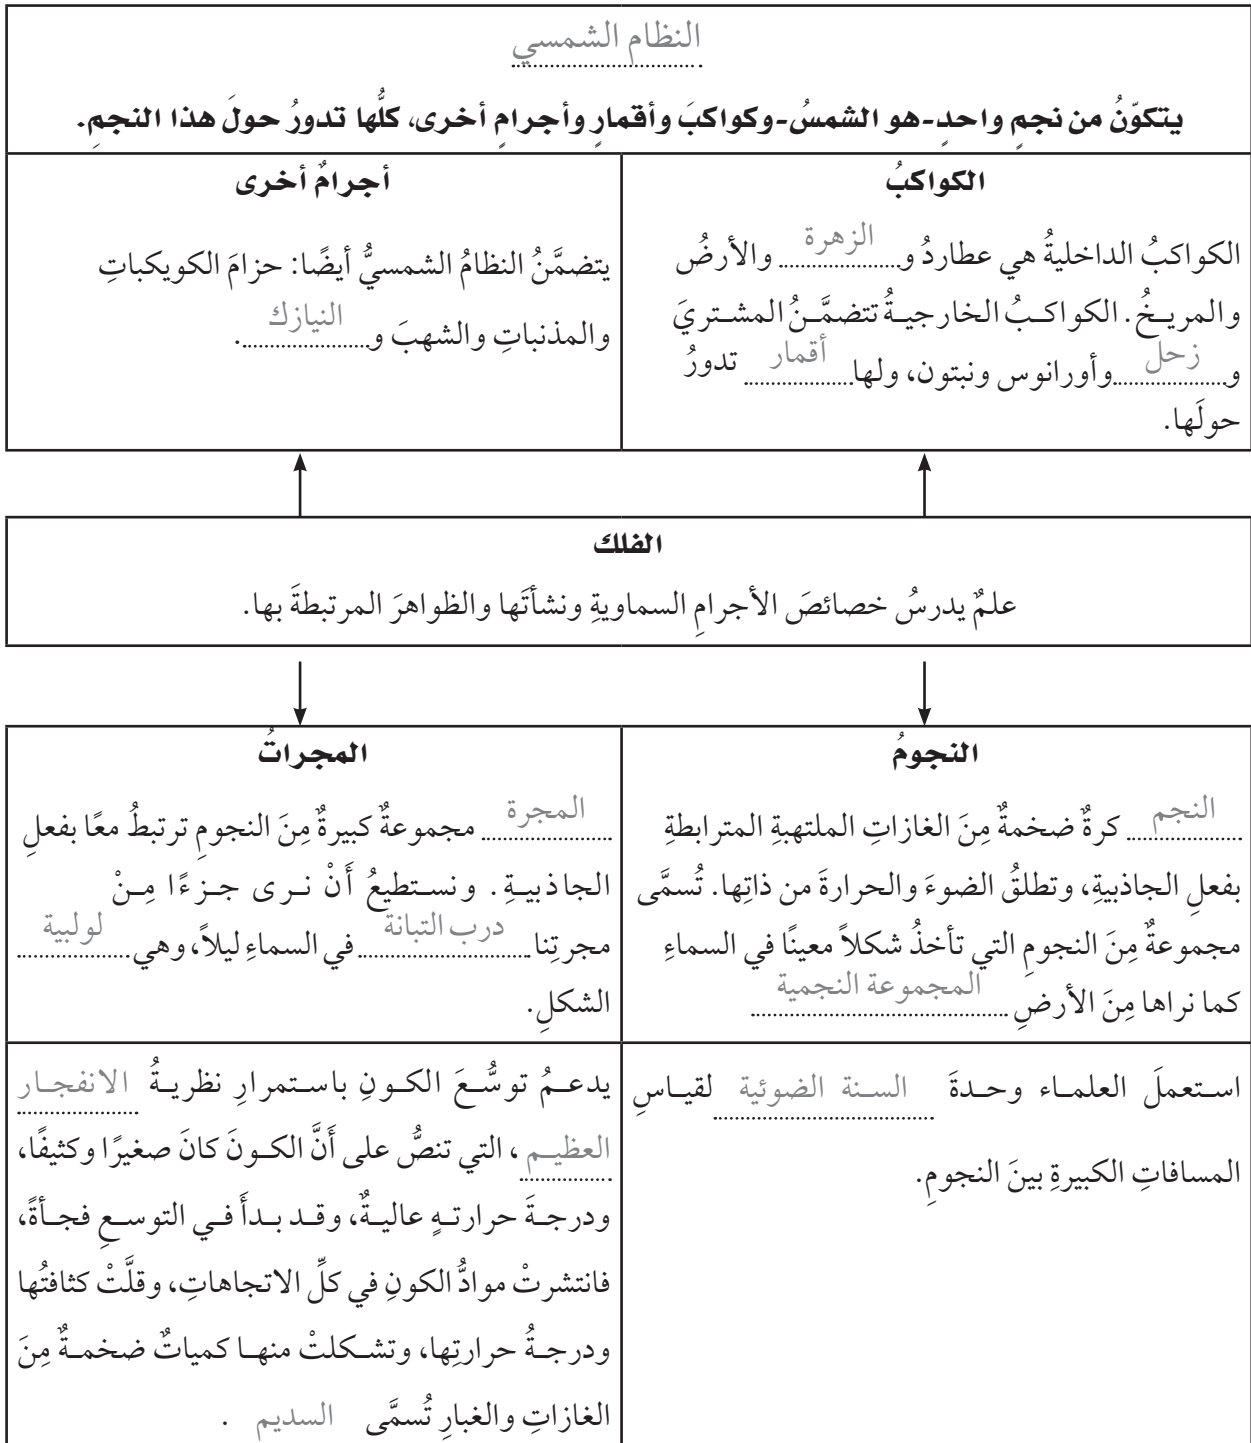 النظام الشمسي
يتكوّنُ من نجمٍ واحدٍ-هو الشمسُ-وكواكبَ وأقمارٍ وأجرامٍ أخرى، كلُّها تدورُ حولَ هذا النجمِ.
الكواكبُ
الكواكبُ الداخليةُ هي عطاردُ و الزهرة والأرضُ
والمريخُ. الكواكبُ الخارجيةُ تتضمَّنُ المشتريَ
و زحل وأورانوس ونبتون، ولها أقمار تدورُ
حولَها.
أجرامٌ أخرى
يتضمَّنُ النظامُ الشمسيُّ أيضًا: حزامَ الكويكباتِ
والمذنباتِ والشهبَ و النيازك.
الفلك
علمٌ يدرسُ خصائصَ الأجرامِ السماويةِ ونشأتَها والظواهرَ المرتبطةَ بها.
النجومُ
النجم كرةٌ ضخمةٌ مِنَ الغازاتِ الملتهبةِ المترابطةِ
بفعلِ الجاذبيةِ، وتطلقُ الضوءَ والحرارةَ من ذاتِها. تُسمَّى
مجموعةٌ مِنَ النجومِ التي تأخذُ شكلاً معينًا في السماءِ
كما نراها مِنَ الأرضِ المجموعة النجمية
المجراتُ
المجرة مجموعةٌ كبيرةٌ مِنَ النجومِ ترتبطُ معًا بفعلِ
الجاذبيةِ. ونستطيعُ أَنْ نرى جزءًا مِنْ
مجرتِنا درب التبانة في السماءِ ليلاً، وهي لولبية
الشكلِ.
استعملَ العلماء وحدةَ السنة الضوئية لقياسِ
المسافاتِ الكبيرةِ بينَ النجومِ.
يدعمُ توسُّعَ الكونِ باستمرارِ نظريةُ الانفجار
العظيم، التي تنصُّ على أَنَّ الكونَ كانَ صغيرًا وكثيفًا،
ودرجةَ حرارتهِ عاليةٌ، وقد بدأَ في التوسعِ فجأةً،
فانتشرتْ موادُّ الكونِ في كلِّ الاتجاهاتِ، وقلَّتْ كثافتُها
ودرجةُ حرارتِها، وتشكلتْ منها كمياتٌ ضخمةٌ مِنَ
الغازاتِ والغبارِ تُسمَّى السديم .